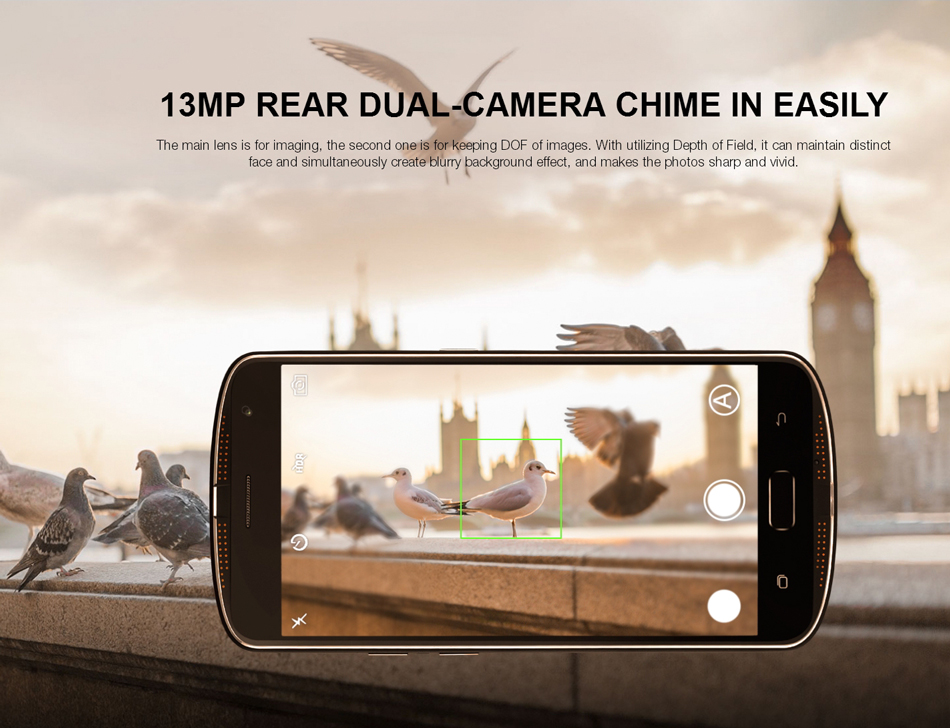 13MP REAR DUAL-CAMERA CHIME IN EASILY
The main lens is for imaging, the second one is for keeping DOF of images. With utilizing Depth of Field, it can maintain distinct
face and simultaneously create blurry background effect, and makes the photos sharp and vivid.
A